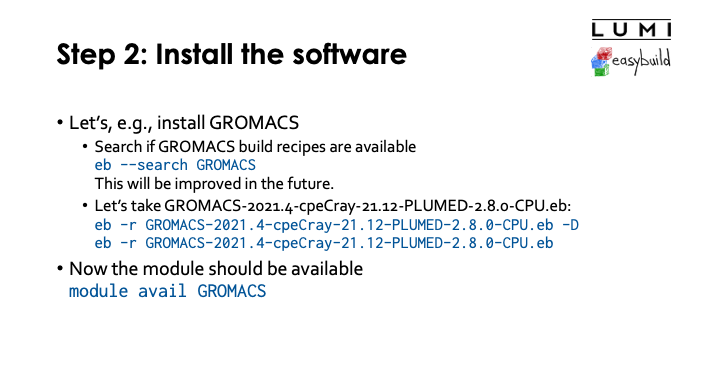 LUMI
easybuild
Step 2: Install the software
• Let's, e.g., install GROMACS
• Search if GROMACS build recipes are available
eb --search GROMACS
This will be improved in the future.
• Let's take GROMACS-2021.4-cpeCray-21.12-PLUMED-2.8.0-CPU.eb:
eb -r GROMACS-2021.4-cpeCray-21.12-PLUMED-2.8.0-CPU.eb -D
eb -r GROMACS-2021.4-cpeCray-21.12-PLUMED-2.8.0-CPU.eb
• Now the module should be available
module avail GROMACS